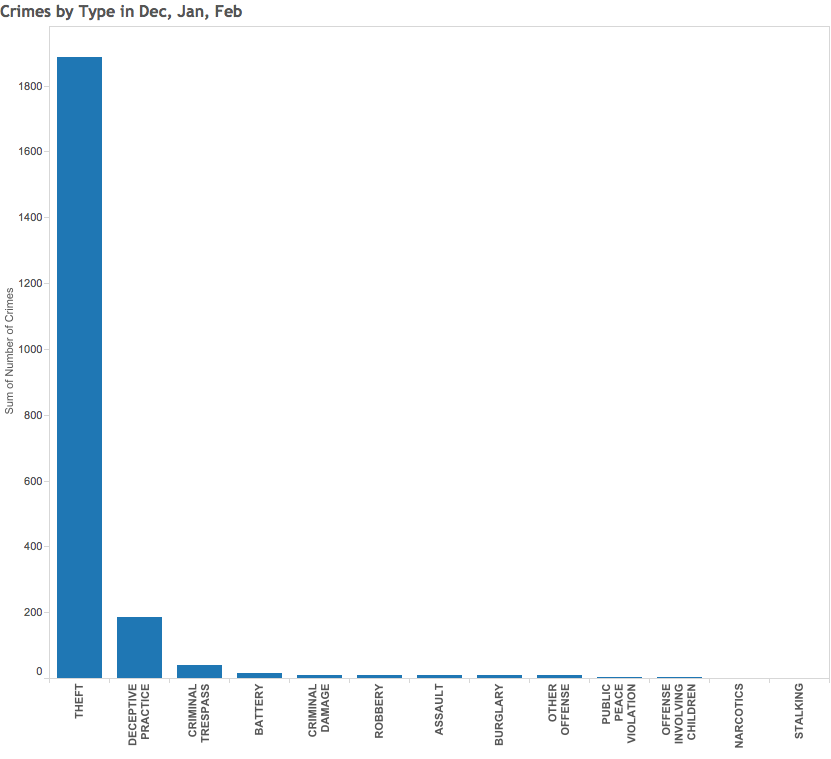 Crimes by Type in Dec, Jan, Feb
1800
1600
1400
1200
1000
800
600
400
200
0
Sum of Number of Crimes
THEFT
DECEPTIVE
PRACTICE
CRIMINAL
TRESPASS
BATTERY
CRIMINAL
DAMAGE
ROBBERY
ASSAULT
BURGLARY
OTHER
OFFENSE
PUBLIC
PEACE
VIOLATION
OFFENSE
INVOLVING
CHILDREN
NARCOTICS
STALKING